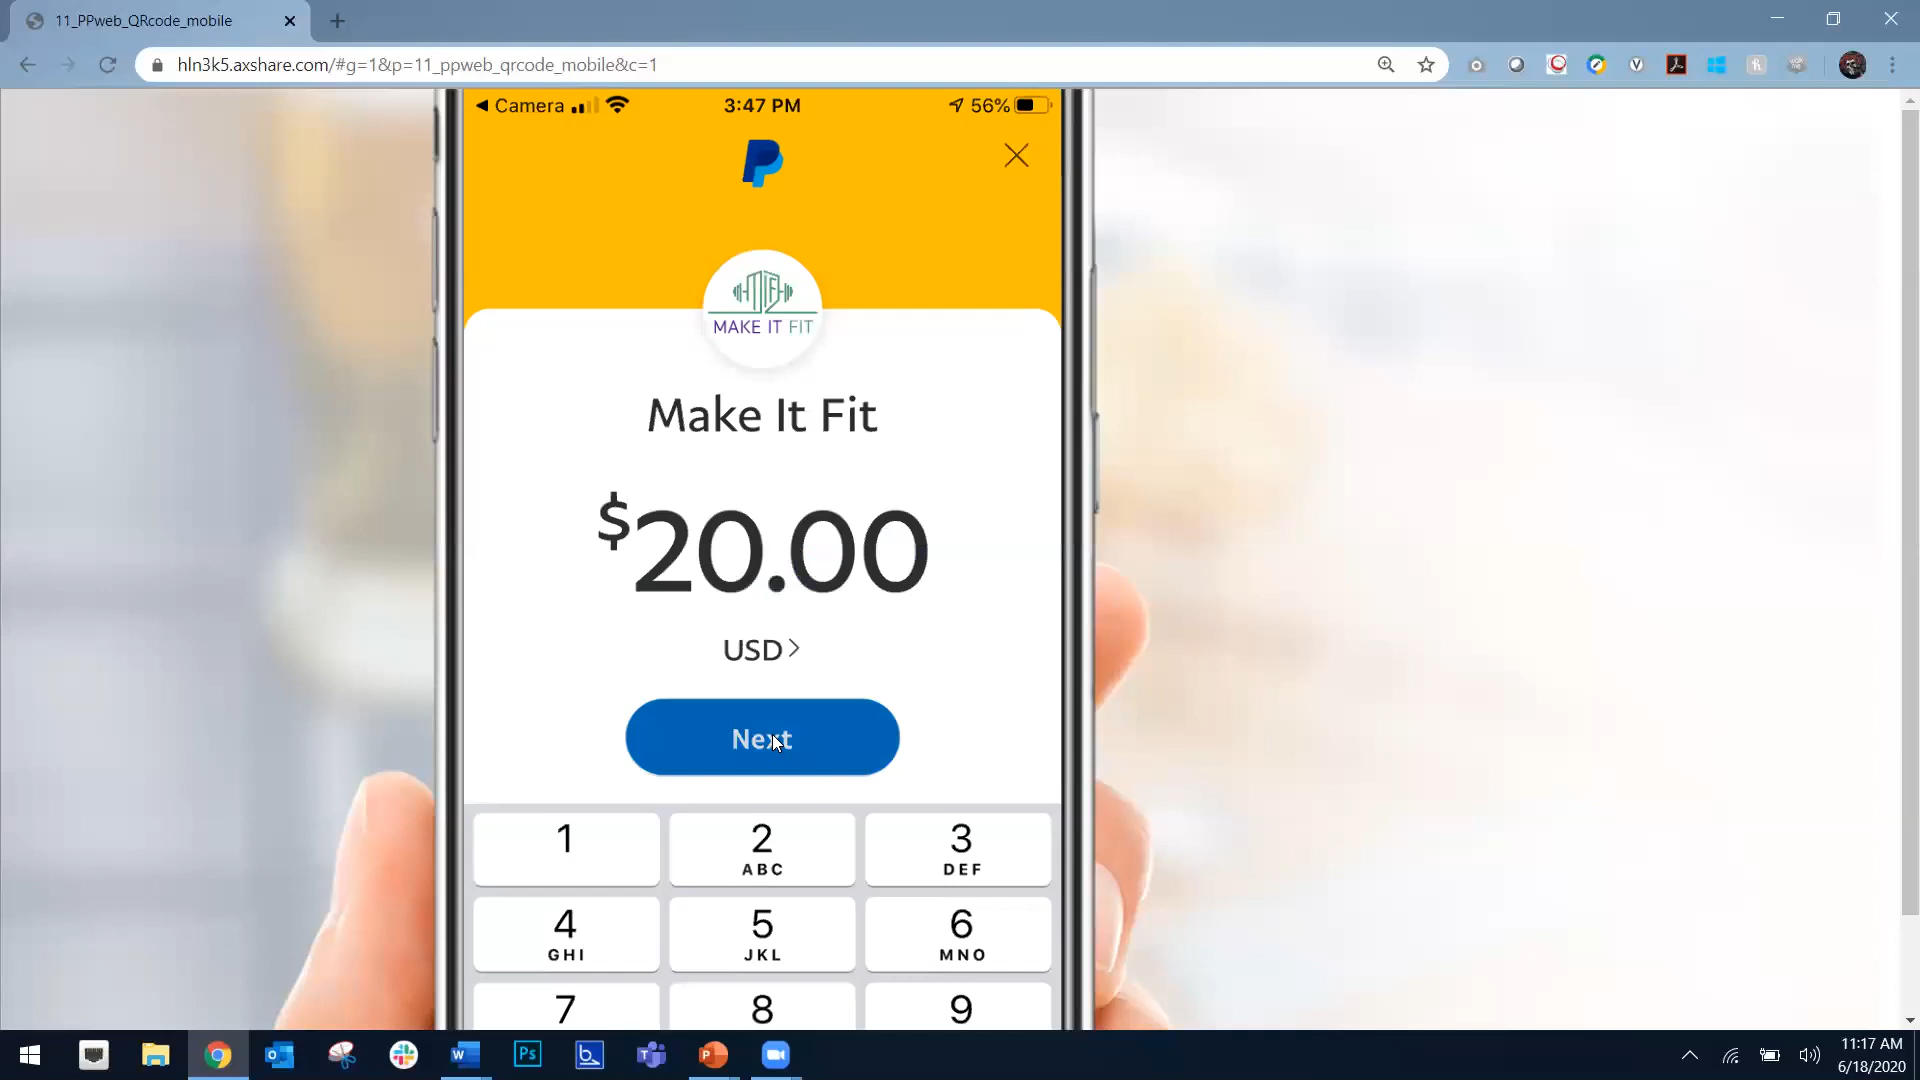 11_PPweb_QRcode_mobile
hln3k5.axshare.com/#g=1&p=11_ppweb_qrcode_mobile&c=1
Camera 3:47 PM 56%
MIF
MAKE IT FIT
Make It Fit
$20.00
USD
Next
1 2 3
ABC DEF
4 5 6
GHI JKL MNO
7 8 9
11:17 AM
6/18/2020